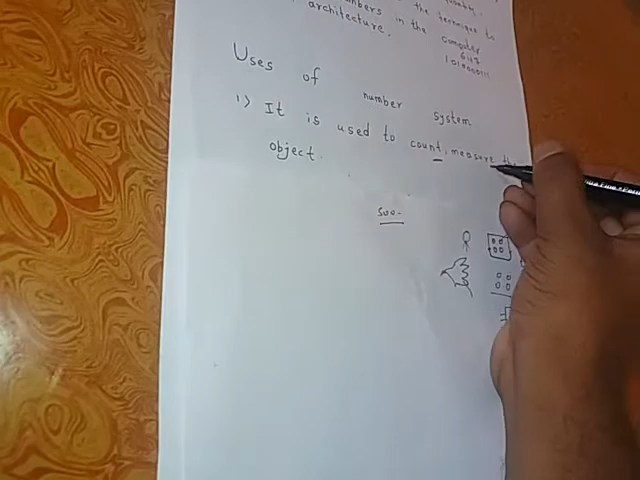 the technique to
numbers in the computer
architecture.
Uses of number system
1) It is used to count, measure the
object.
500-